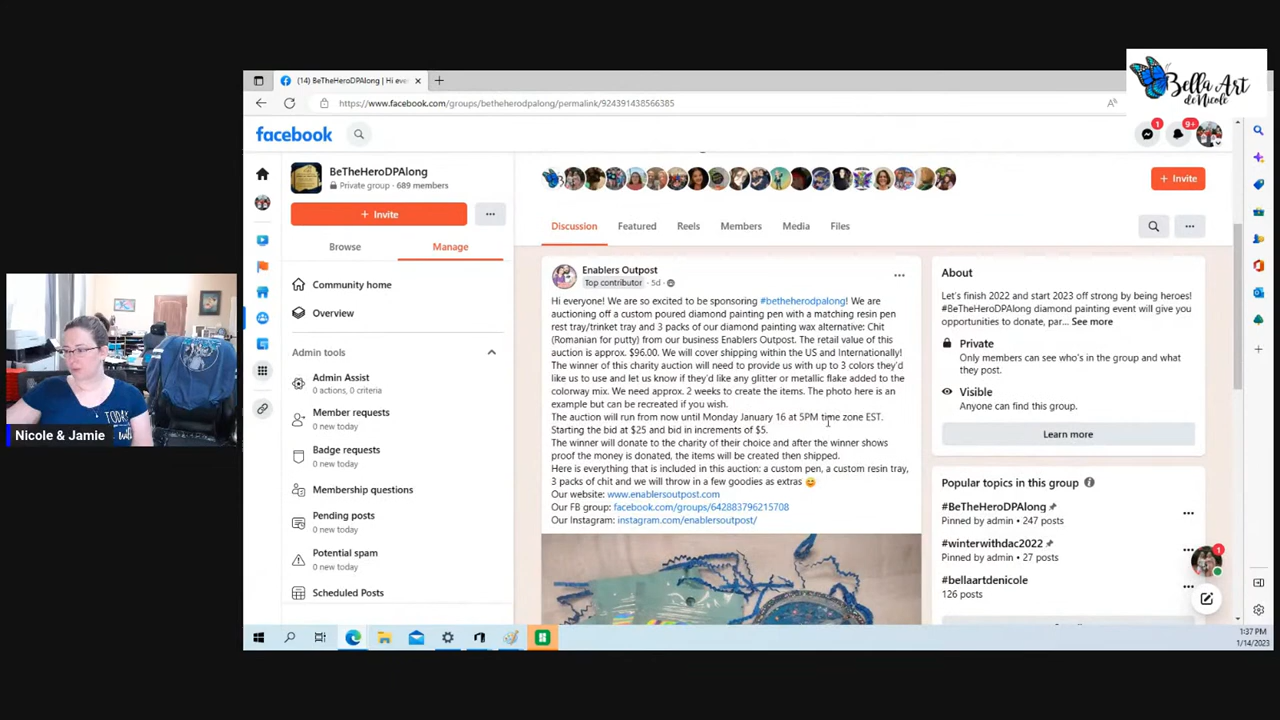 Bella Art
de Nicole
(14) BeTheHeroDPAlong | Hi eve
https://www.facebook.com/groups/betheherodpalong/permalink/924391438566385
facebook
1
9+
BeTheHeroDPAlong
Private group · 689 members
+ Invite
...
Browse
Manage
Community home
Overview
Admin tools
Admin Assist
0 actions, 0 criteria
Member requests
0 new today
Badge requests
0 new today
Membership questions
Pending posts
0 new today
Potential spam
0 new today
Scheduled Posts
+ Invite
Discussion
Featured
Reels
Members
Media
Files
...
Enablers Outpost
Top contributor · 5d ·
...
Hi everyone! We are so excited to be sponsoring #betheherodpalong! We are
auctioning off a custom poured diamond painting pen with a matching resin pen
rest tray/trinket tray and 3 packs of our diamond painting wax alternative: Chit
(Romanian for putty) from our business Enablers Outpost. The retail value of this
auction is approx. $96.00. We will cover shipping within the US and Internationally!
The winner of this charity auction will need to provide us with up to 3 colors they'd
like us to use and let us know if they'd like any glitter or metallic flake added to the
colorway mix. We need approx. 2 weeks to create the items. The photo here is an
example but can be recreated if you wish.
The auction will run from now until Monday January 16 at 5PM time zone EST.
Starting the bid at $25 and bid in increments of $5.
The winner will donate to the charity of their choice and after the winner shows
proof the money is donated, the items will be created then shipped.
Here is everything that is included in this auction: a custom pen, a custom resin tray,
3 packs of chit and we will throw in a few goodies as extras 😊
Our website: www.enablersoutpost.com
Our FB group: facebook.com/groups/642883796215708
Our Instagram: instagram.com/enablersoutpost/
About
Let's finish 2022 and start 2023 off strong by being heroes!
#BeTheHeroDPAlong diamond painting event will give you
opportunities to donate, par... See more
Private
Only members can see who's in the group and what
they post.
Visible
Anyone can find this group.
Learn more
Popular topics in this group
#BeTheHeroDPAlong
Pinned by admin • 247 posts
...
#winterwithdac2022
Pinned by admin • 27 posts
#bellaartdenicole
126 posts
1
Nicole & Jamie
1:37 PM
1/14/2023